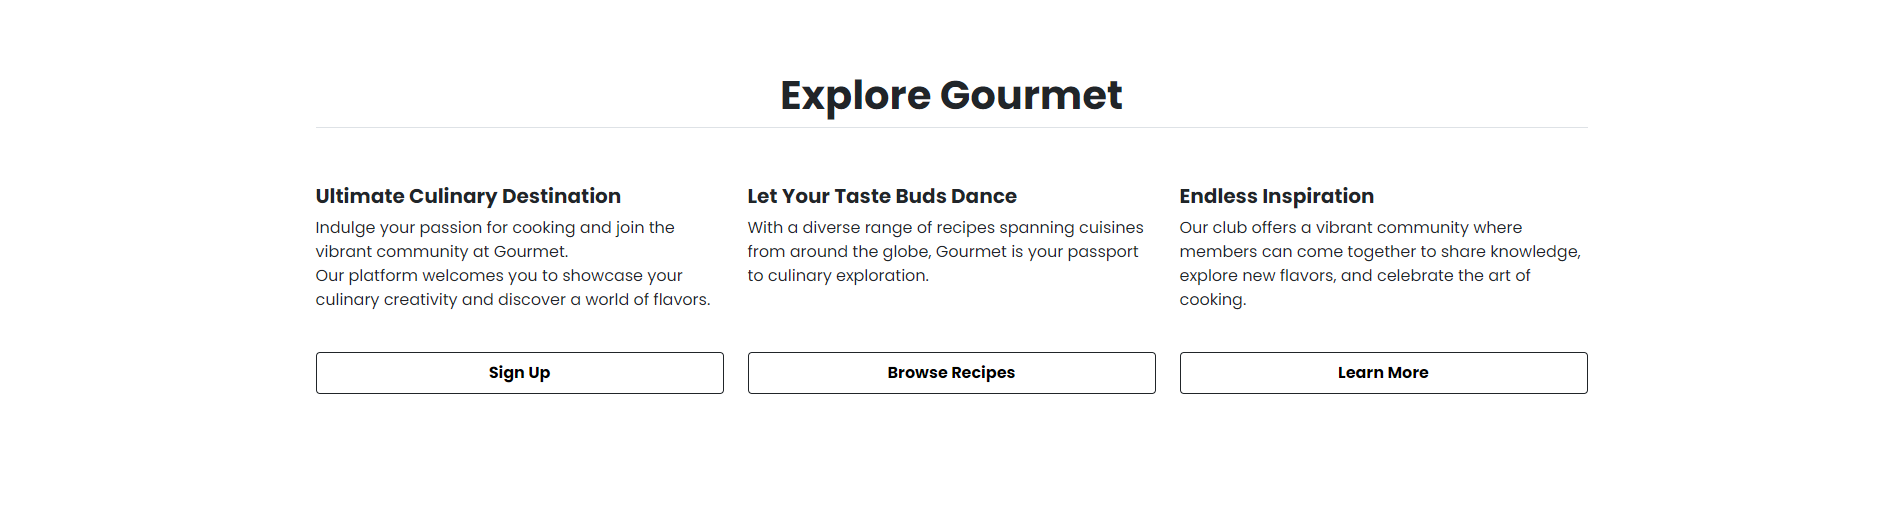 Explore Gourmet
Ultimate Culinary Destination
Indulge your passion for cooking and join the
vibrant community at Gourmet.
Our platform welcomes you to showcase your
culinary creativity and discover a world of flavors.
Sign Up
Let Your Taste Buds Dance
With a diverse range of recipes spanning cuisines
from around the globe, Gourmet is your passport
to culinary exploration.
Browse Recipes
Endless Inspiration
Our club offers a vibrant community where
members can come together to share knowledge,
explore new flavors, and celebrate the art of
cooking.
Learn More